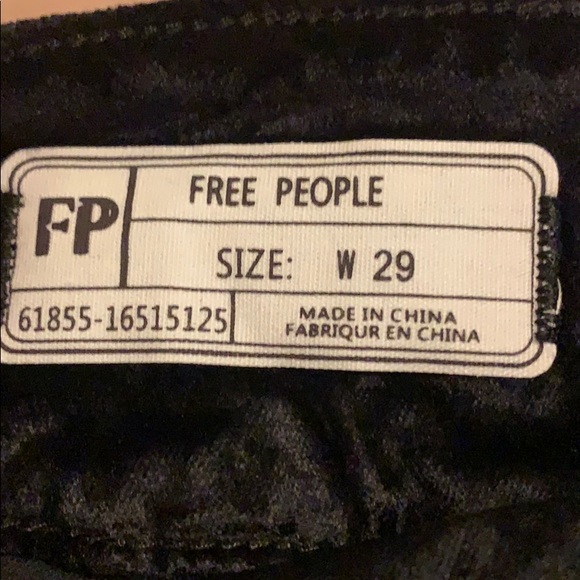 FP
FREE PEOPLE
SIZE: W 29
61855-16515125
MADE IN CHINA
FABRIQUR EN CHINA